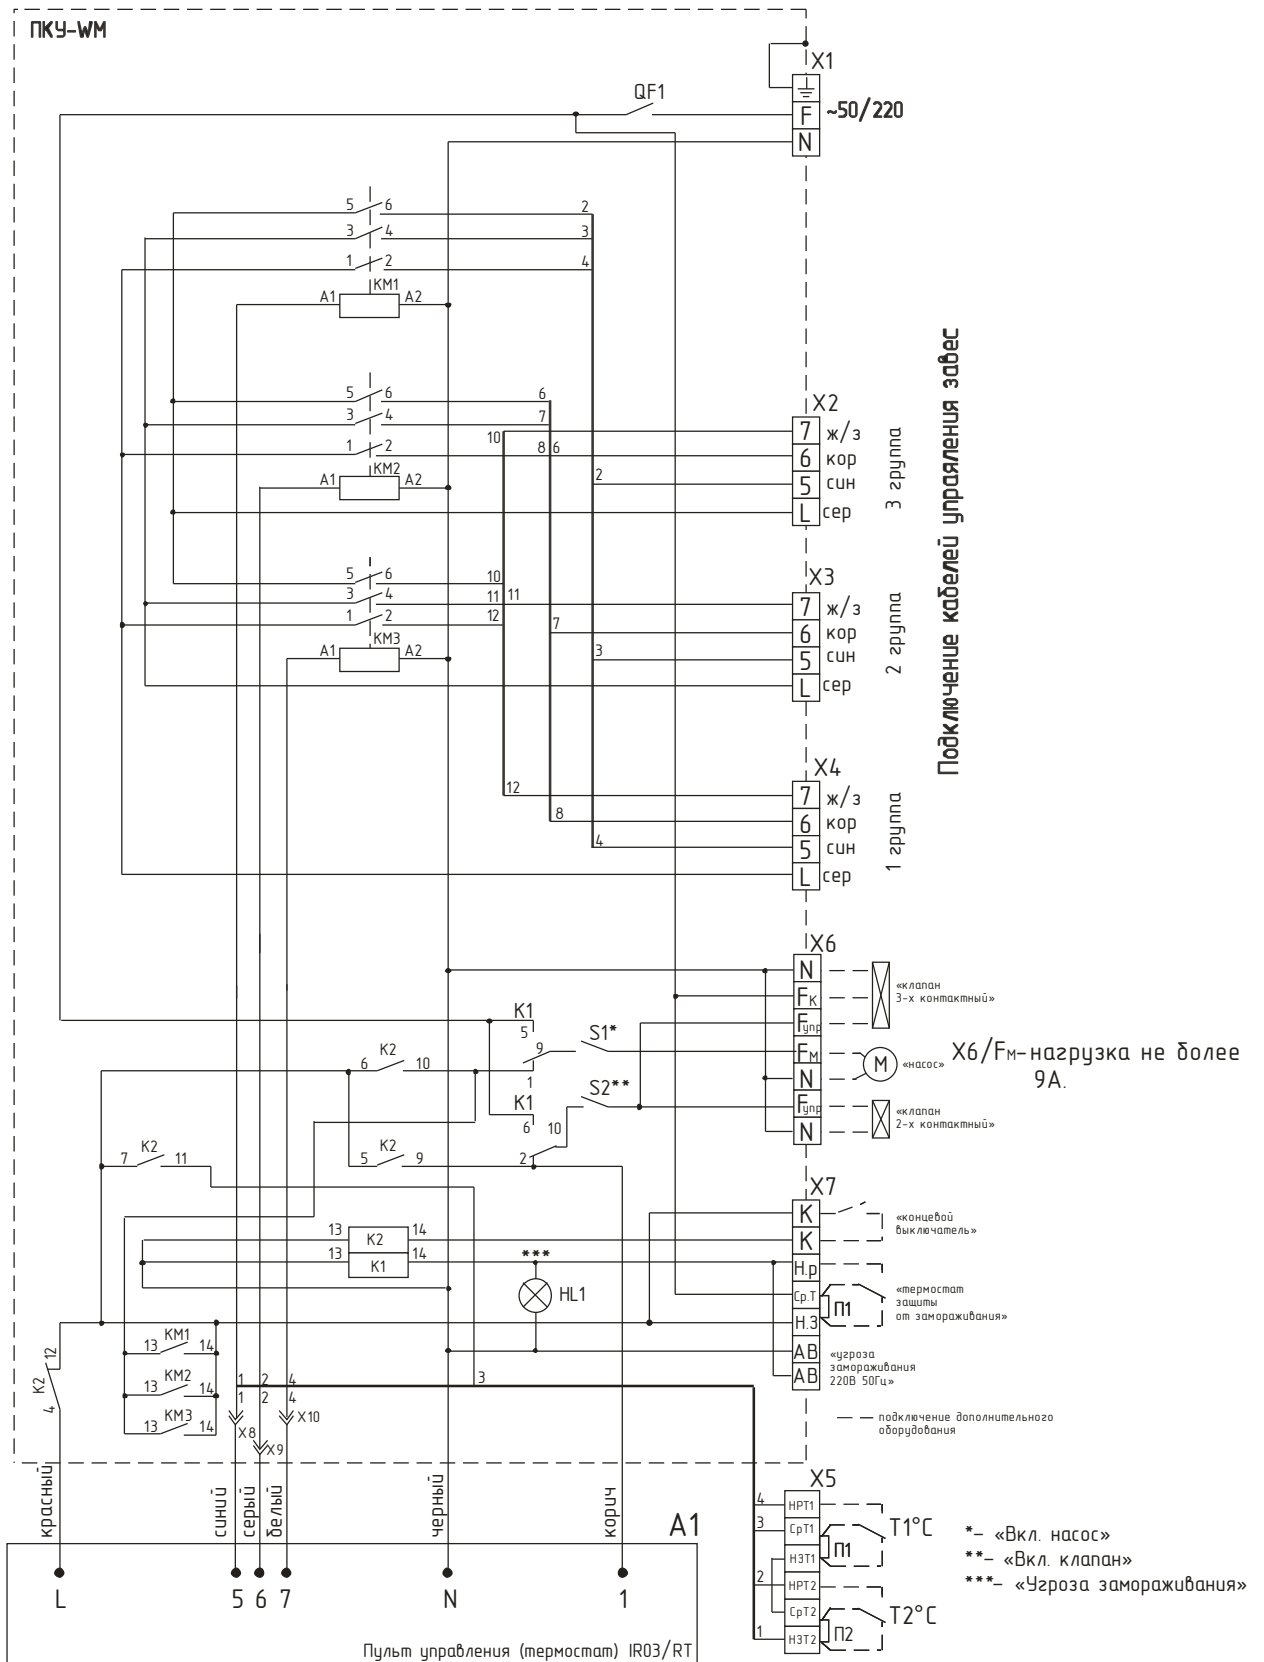 ПКУ-WM
X1
QF1
F ~50/220
N
5 6 2
3 4 3
1 2 4
A1 KM1 A2
5 6 6
3 4 7
1 2 10 8 6
A1 KM2 A2
2
X2
7 ж/з
6 кор
5 син
L сер
3 группа
5 6 10
3 4 11 11
1 2 12
A1 KM3 A2
7
3
X3
7 ж/з
6 кор
5 син
L сер
2 группа
Подключение кабелей упраяления завес
X4
12 7 ж/з
8 6 кор
4 5 син
L сер
1 группа
X6
N
Fк
Fупр
Fм
N
Fупр
N
«клапан
3-х контактный»
M «насос»
«клапан
2-х контактный»
X6/Fм-нагрузка не более
9А.
K1
5
9
1
S1*
6 K2 10
K1
6 10
2
S2**
7 K2 11
5 K2 9
X7
K
K
Н.р
Ср.Т
Н.З
АВ
АВ
«концевой
выключатель»
П1
«термостат
защиты
от замораживания»
«угроза
замораживания
220В 50Гц»
13 K2 14
13 K1 14
***
HL1
12
K2
4
13 KM1 14
13 KM2 14
13 KM3 14
1 2 4 3
1 2 4
X8
X9
X10
— — подключение дополнительного
оборудования
красный
синий
серый
белый
черный
корич
A1
L 5 6 7 N 1
Пульт управления (термостат) IR03/RT
X5
4 НРТ1
3 СрТ1
НЗТ1
2 НРТ2
СрТ2
1 НЗТ2
П1
T1°C
П2
T2°C
*– «Вкл. насос»
**– «Вкл. клапан»
***– «Угроза замораживания»